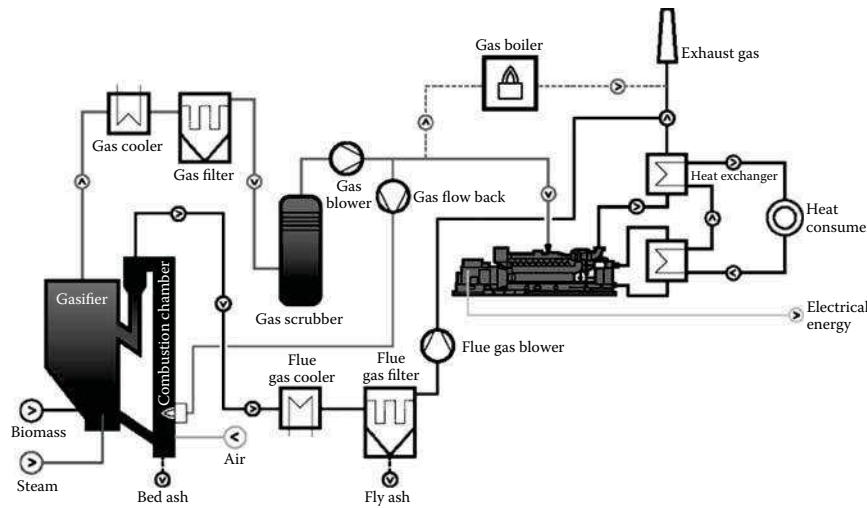 Gas boiler
Exhaust gas
Gas cooler
Gas filter
Gas
blower
Gas flow back
Heat exchanger
Heat
consume
Gasifier
Combustion chamber
Gas scrubber
Electrical
energy
Flue
gas cooler
Flue
gas filter
Flue gas blower
Biomass
Air
Steam
Bed ash
Fly ash